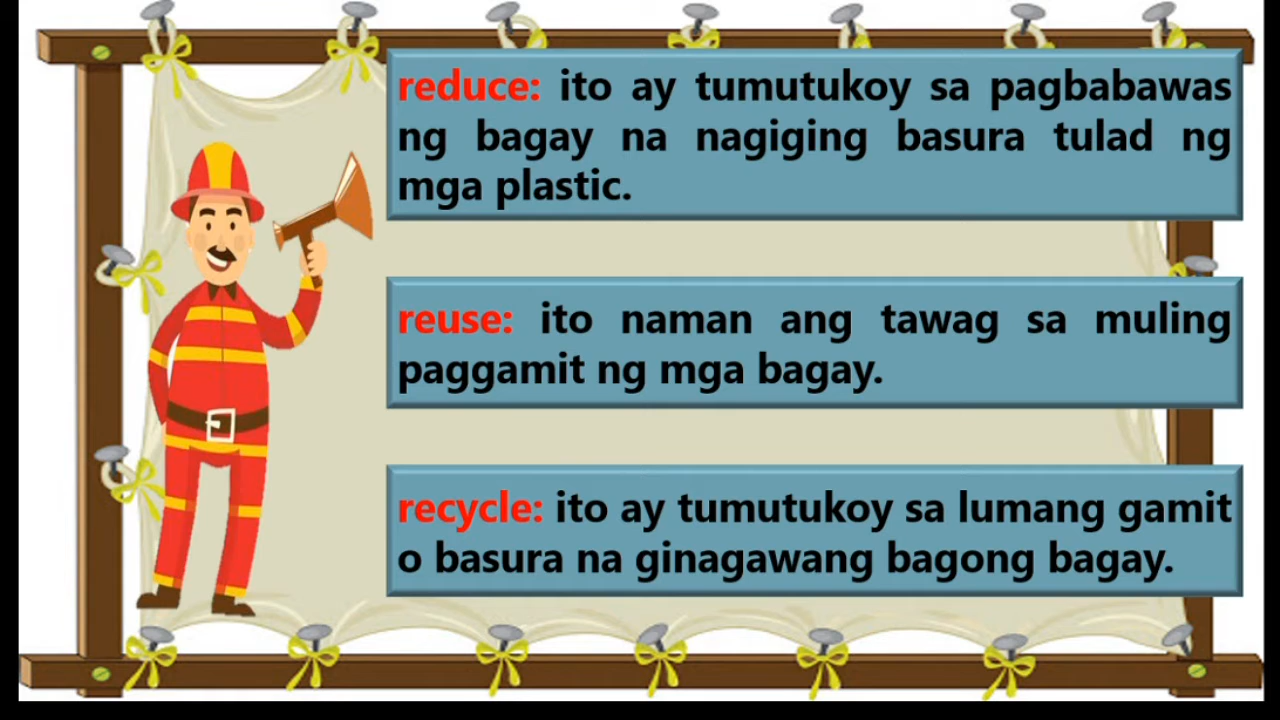 reduce: ito ay tumutukoy sa pagbabawas
ng bagay na nagiging basura tulad ng
mga plastic.
reuse: ito naman ang tawag sa muling
paggamit ng mga bagay.
recycle: ito ay tumutukoy sa lumang gamit
o basura na ginagawang bagong bagay.